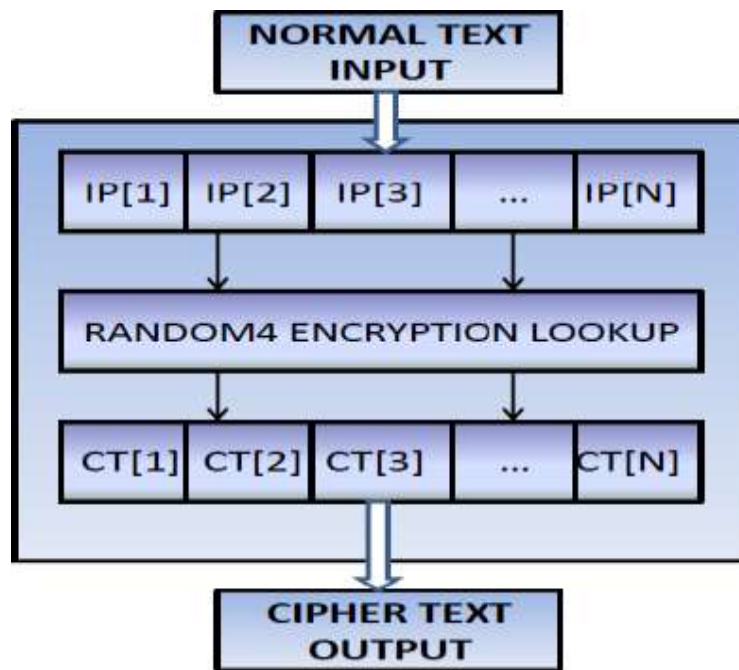 NORMAL TEXT
INPUT
IP[1] IP[2] IP[3] ... IP[N]
RANDOM4 ENCRYPTION LOOKUP
CT[1] CT[2] CT[3] ... CT[N]
CIPHER TEXT
OUTPUT